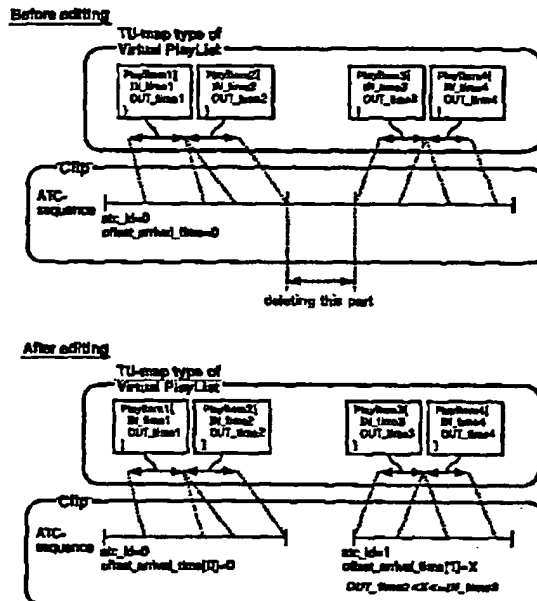 Before editing
TU-map type of
Virtual PlayList
PlayItem1{
IN_time1
OUT_time1
}
PlayItem2{
IN_time2
OUT_time2
}
PlayItem3{
IN_time3
OUT_time3
}
PlayItem4{
IN_time4
OUT_time4
}
Clip
ATC-
sequence
atc_id=0
offset_arrival_time=0
deleting this part
After editing
TU-map type of
Virtual PlayList
PlayItem1{
IN_time1
OUT_time1
}
PlayItem2{
IN_time2
OUT_time2
}
PlayItem3{
IN_time3
OUT_time3
}
PlayItem4{
IN_time4
OUT_time4
}
Clip
ATC-
sequence
atc_id=0
offset_arrival_time[0]=0
atc_id=1
offset_arrival_time[1]=X
OUT_time2<X<=IN_time3